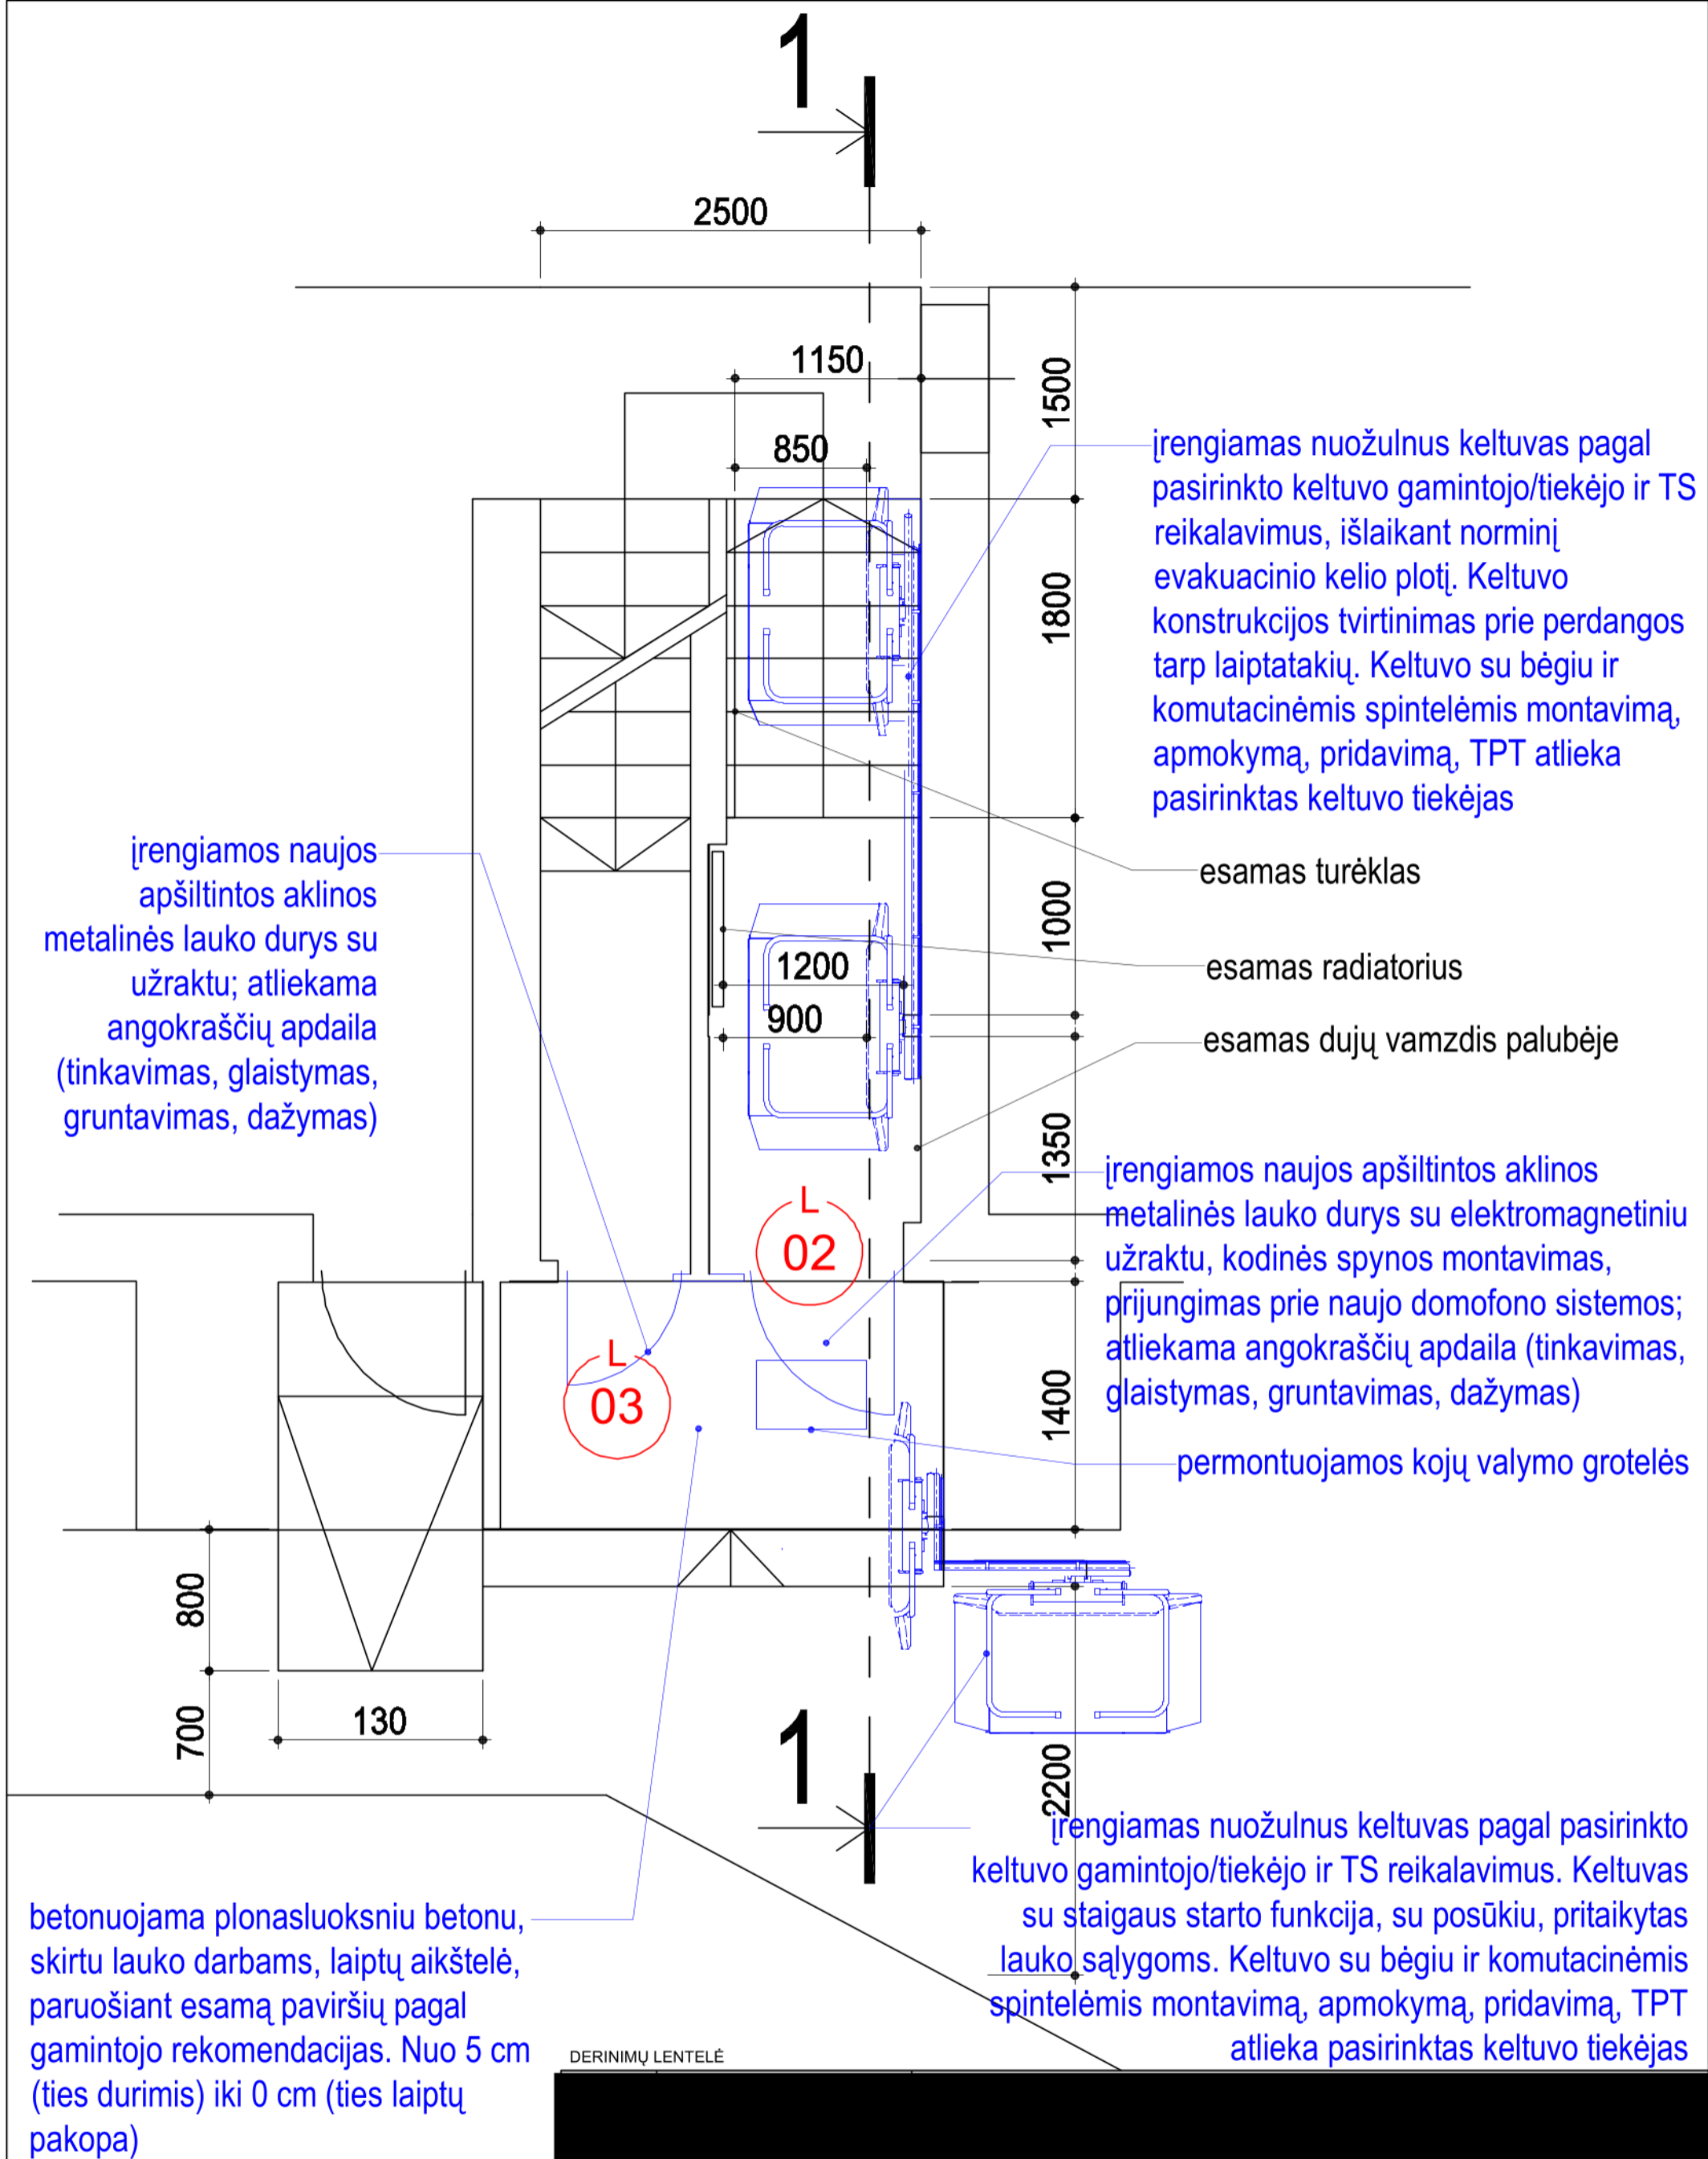 1
2500
1150
850
1500
įrengiamas nuožulnus keltuvas pagal
pasirinkto keltuvo gamintojo/tiekėjo ir TS
reikalavimus, išlaikant norminį
evakuacinio kelio plotį. Keltuvo
konstrukcijos tvirtinimas prie perdangos
tarp laiptatakių. Keltuvo su bėgiu ir
komutacinėmis spintelėmis montavimą,
apmokymą, pridavimą, TPT atlieka
pasirinktas keltuvo tiekėjas
1800
įrengiamos naujos
apšiltintos aklinos
metalinės lauko durys su
užraktu; atliekama
angokraščių apdaila
(tinkavimas, glaistymas,
gruntavimas, dažymas)
esamas turėklas
1000
esamas radiatorius
1200
900
esamas dujų vamzdis palubėje
1350
įrengiamos naujos apšiltintos aklinos
metalinės lauko durys su elektromagnetiniu
užraktu, kodinės spynos montavimas,
prijungimas prie naujo domofono sistemos;
atliekama angokraščių apdaila (tinkavimas,
glaistymas, gruntavimas, dažymas)
L
02
L
03
1400
permontuojamos kojų valymo grotelės
800
700
130
1
2200
įrengiamas nuožulnus keltuvas pagal pasirinkto
keltuvo gamintojo/tiekėjo ir TS reikalavimus. Keltuvas
su staigaus starto funkcija, su posūkiu, pritaikytas
lauko sąlygoms. Keltuvo su bėgiu ir komutacinėmis
spintelėmis montavimą, apmokymą, pridavimą, TPT
atlieka pasirinktas keltuvo tiekėjas
betonuojama plonasluoksniu betonu,
skirtu lauko darbams, laiptų aikštelė,
paruošiant esamą paviršių pagal
gamintojo rekomendacijas. Nuo 5 cm
(ties durimis) iki 0 cm (ties laiptų
pakopa)
DERINIMŲ LENTELĖ